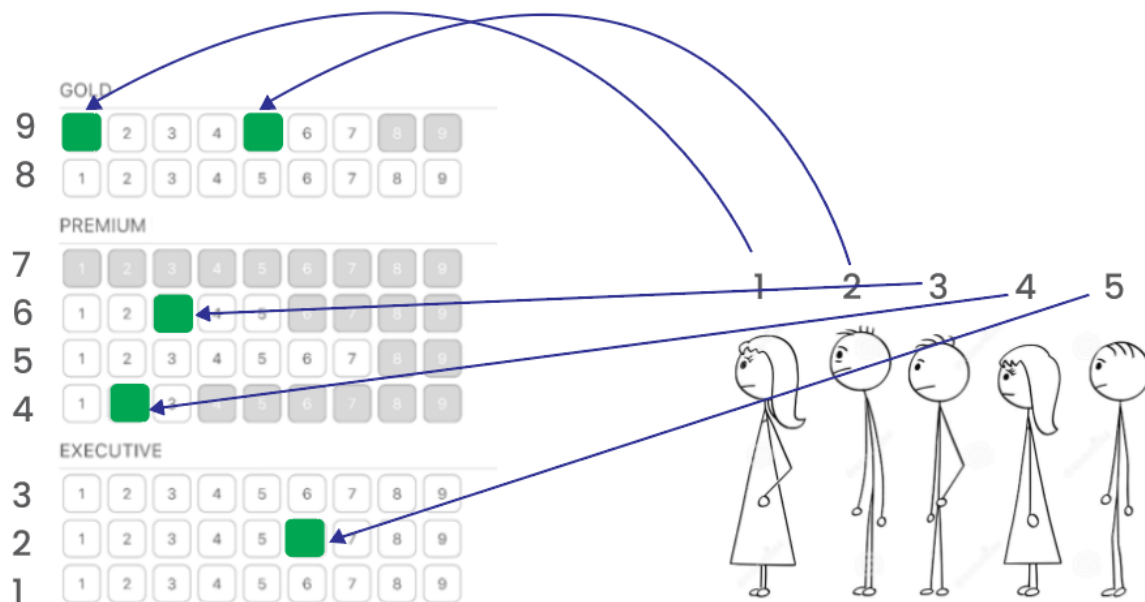 GOLD
9 2 3 4 6 7 8 9
8 1 2 3 4 5 6 7 8 9
PREMIUM
7 1 2 3 4 5 6 7 8 9
6 1 2 4 5 6 7 8 9
5 1 2 3 4 5 6 7 8 9
4 1 3 4 5 6 7 8 9
EXECUTIVE
3 1 2 3 4 5 6 7 8 9
2 1 2 3 4 5 7 8 9
1 1 2 3 4 5 6 7 8 9
1 2 3 4 5